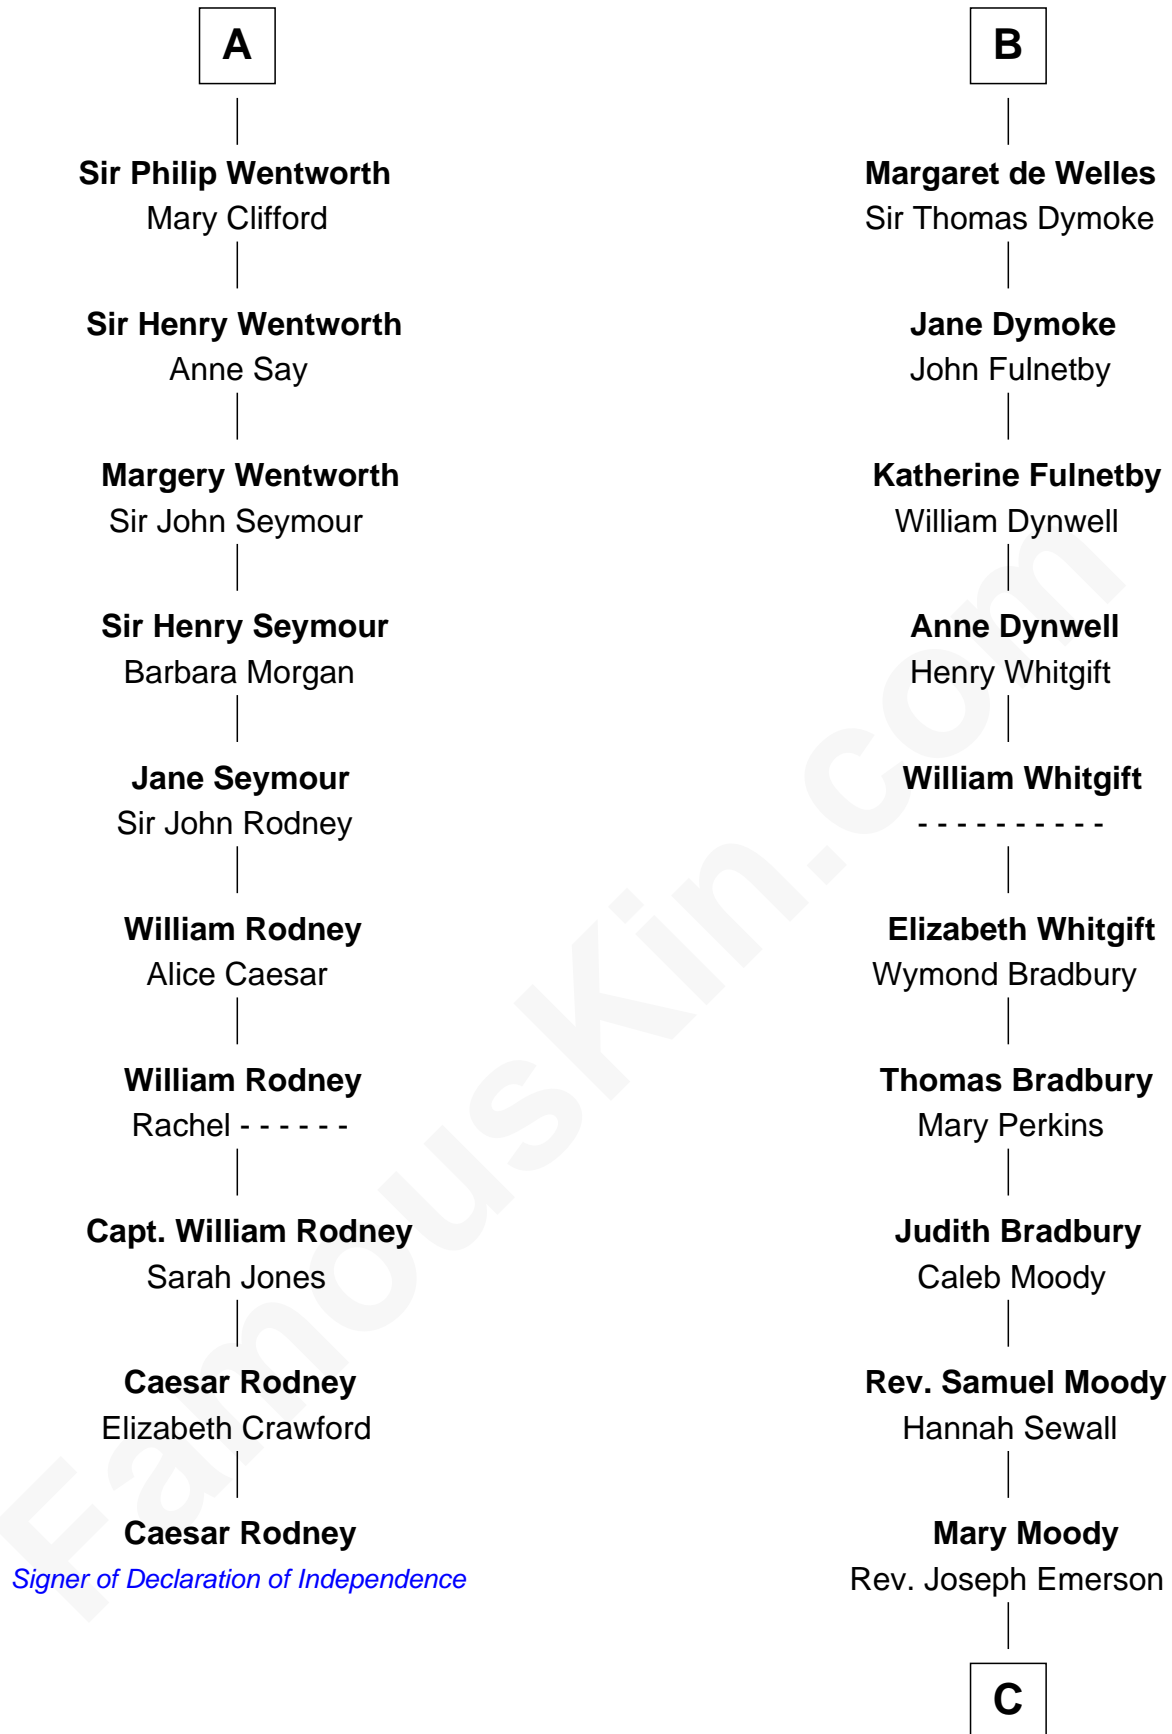 A
Sir Philip Wentworth
Mary Clifford
Sir Henry Wentworth
Anne Say
Margery Wentworth
Sir John Seymour
Sir Henry Seymour
Barbara Morgan
Jane Seymour
Sir John Rodney
William Rodney
Alice Caesar
William Rodney
Rachel - - - - - -
Capt. William Rodney
Sarah Jones
Caesar Rodney
Elizabeth Crawford
Caesar Rodney
Signer of Declaration of Independence
B
Margaret de Welles
Sir Thomas Dymoke
Jane Dymoke
John Fulnetby
Katherine Fulnetby
William Dynwell
Anne Dynwell
Henry Whitgift
William Whitgift
- - - - - - - - - -
Elizabeth Whitgift
Wymond Bradbury
Thomas Bradbury
Mary Perkins
Judith Bradbury
Caleb Moody
Rev. Samuel Moody
Hannah Sewall
Mary Moody
Rev. Joseph Emerson
C
FamousKin.com